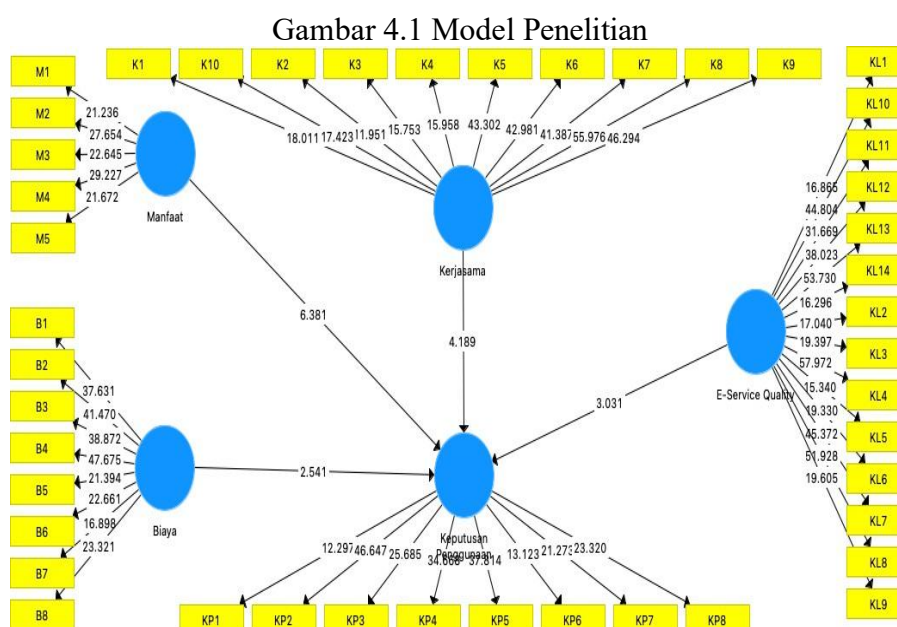 Gambar 4.1 Model Penelitian
K1 K10 K2 K3 K4 K5 K6 K7 K8 K9
18.011 17.423 11.951 15.753 15.958 43.302 42.981 41.387 55.976 46.294
Kerjasama
M1
M2
M3
M4
M5
21.236
27.654
22.645
29.227
21.672
Manfaat
6.381
4.189
B1
B2
B3
B4
B5
B6
B7
B8
37.631
41.470
38.872
47.675
21.394
22.661
16.898
23.321
Biaya
2.541
KL1
KL10
KL11
KL12
KL13
KL14
KL2
KL3
KL4
KL5
KL6
KL7
KL8
KL9
16.865
44.804
31.669
38.023
53.730
16.296
17.040
19.397
57.972
15.340
19.330
45.372
51.928
19.605
E-Service Quality
3.031
Keputusan
Penggunaan
12.297 46.647 25.685 34.668 37.814 13.123 21.273 23.320
KP1 KP2 KP3 KP4 KP5 KP6 KP7 KP8